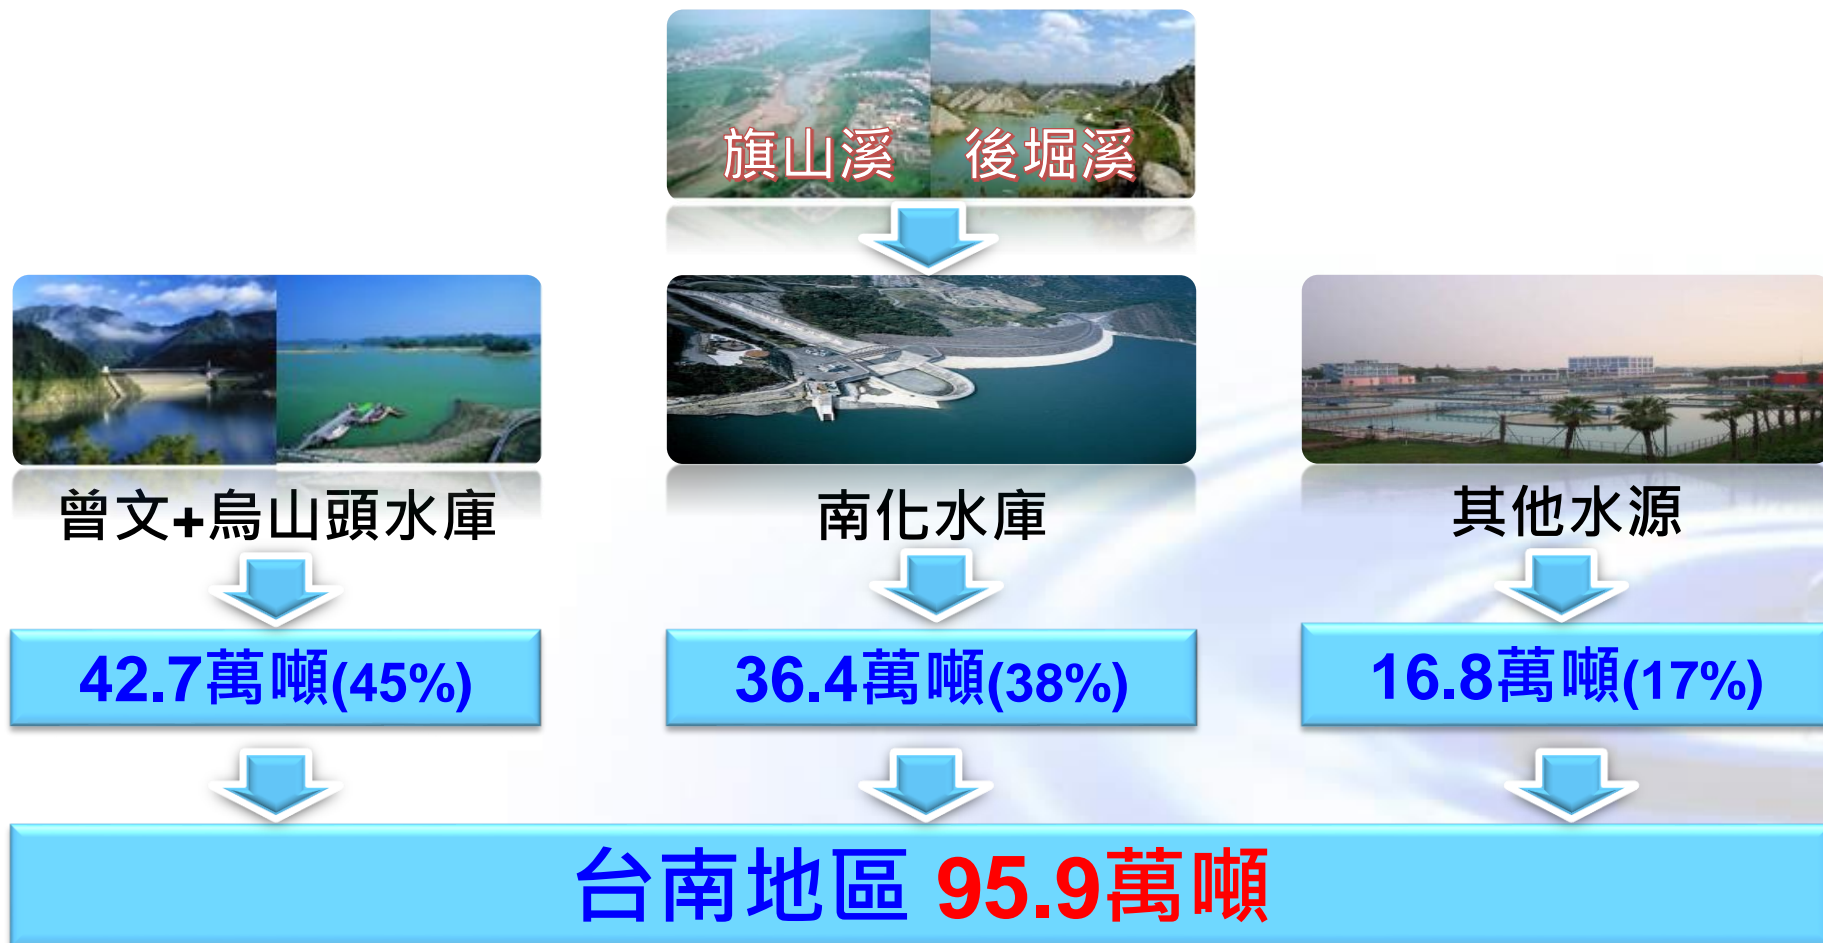 旗山溪
後堀溪
曾文+烏山頭水庫
南化水庫
其他水源
42.7萬噸(45%)
36.4萬噸(38%)
16.8萬噸(17%)
台南地區 95.9萬噸